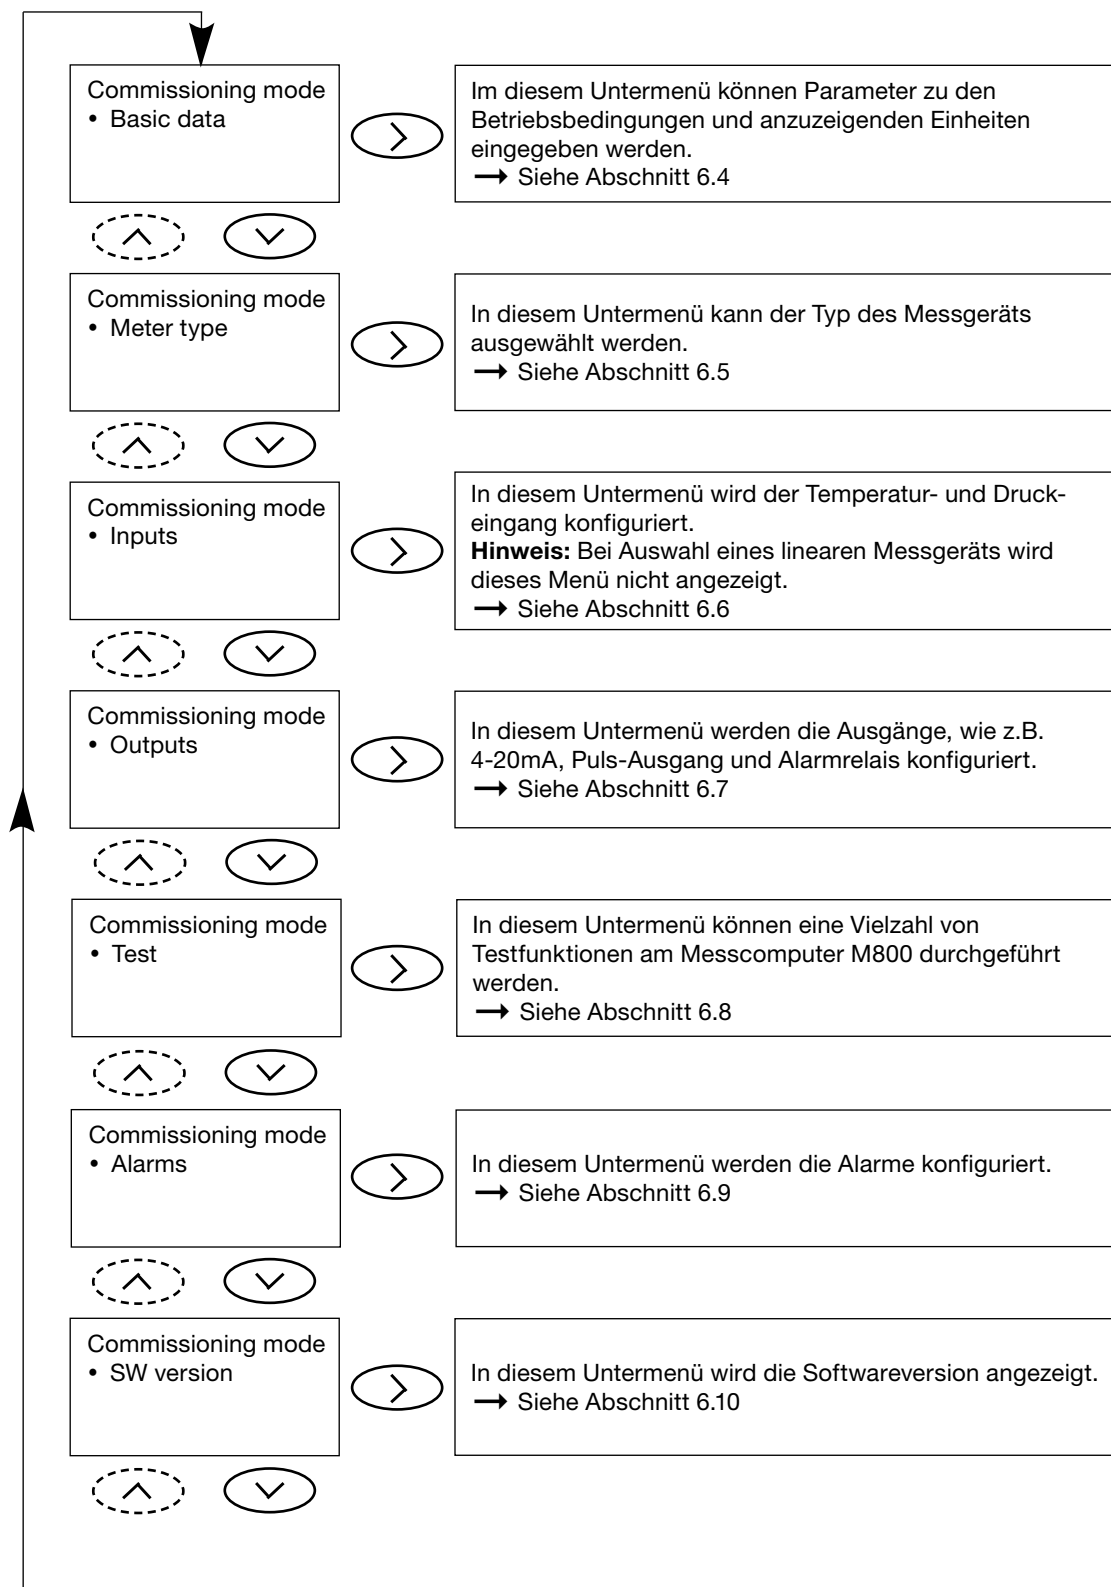 Commissioning mode
• Basic data
Im diesem Untermenü können Parameter zu den
Betriebsbedingungen und anzuzeigenden Einheiten
eingegeben werden.
→ Siehe Abschnitt 6.4
Commissioning mode
• Meter type
In diesem Untermenü kann der Typ des Messgeräts
ausgewählt werden.
→ Siehe Abschnitt 6.5
Commissioning mode
• Inputs
In diesem Untermenü wird der Temperatur- und Druck-
eingang konfiguriert.
Hinweis: Bei Auswahl eines linearen Messgeräts wird
dieses Menü nicht angezeigt.
→ Siehe Abschnitt 6.6
Commissioning mode
• Outputs
In diesem Untermenü werden die Ausgänge, wie z.B.
4-20mA, Puls-Ausgang und Alarmrelais konfiguriert.
→ Siehe Abschnitt 6.7
Commissioning mode
• Test
In diesem Untermenü können eine Vielzahl von
Testfunktionen am Messcomputer M800 durchgeführt
werden.
→ Siehe Abschnitt 6.8
Commissioning mode
• Alarms
In diesem Untermenü werden die Alarme konfiguriert.
→ Siehe Abschnitt 6.9
Commissioning mode
• SW version
In diesem Untermenü wird die Softwareversion angezeigt.
→ Siehe Abschnitt 6.10